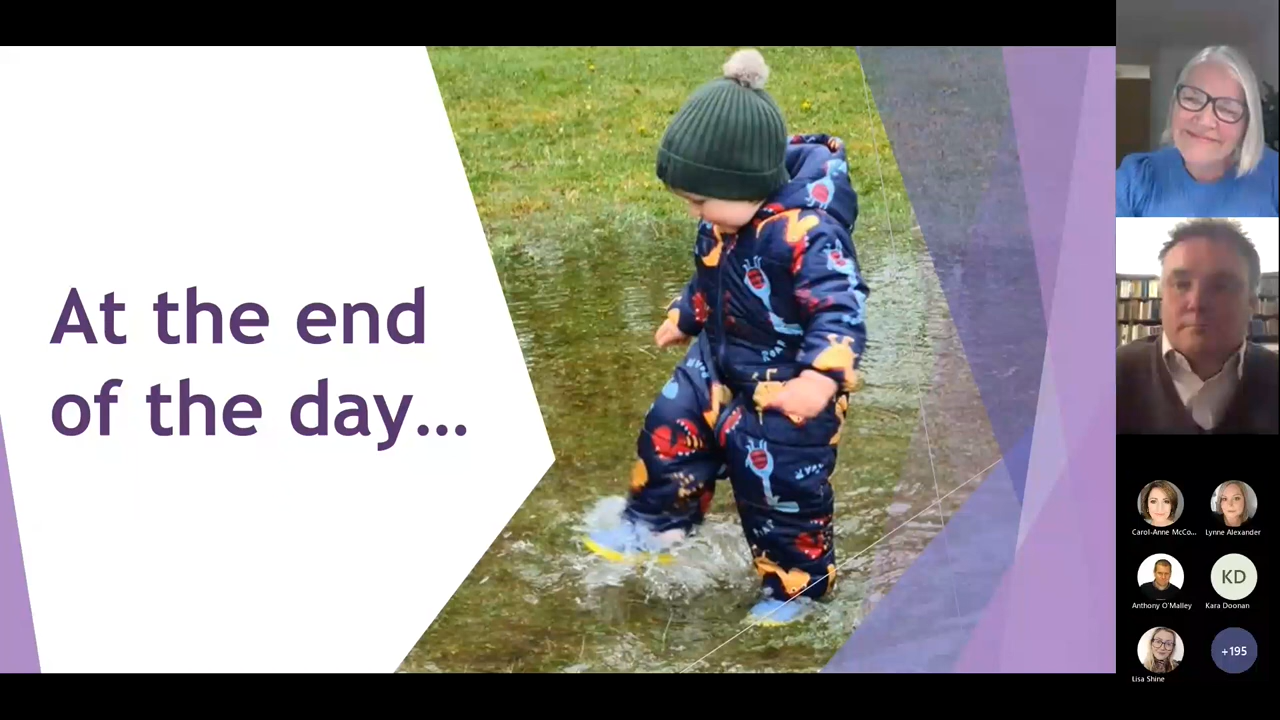 At the end
of the day...
ROAR
Carol-Anne McCo...
Lynne Alexander
Anthony O'Malley
KD
Kara Doonan
Lisa Shine
+195